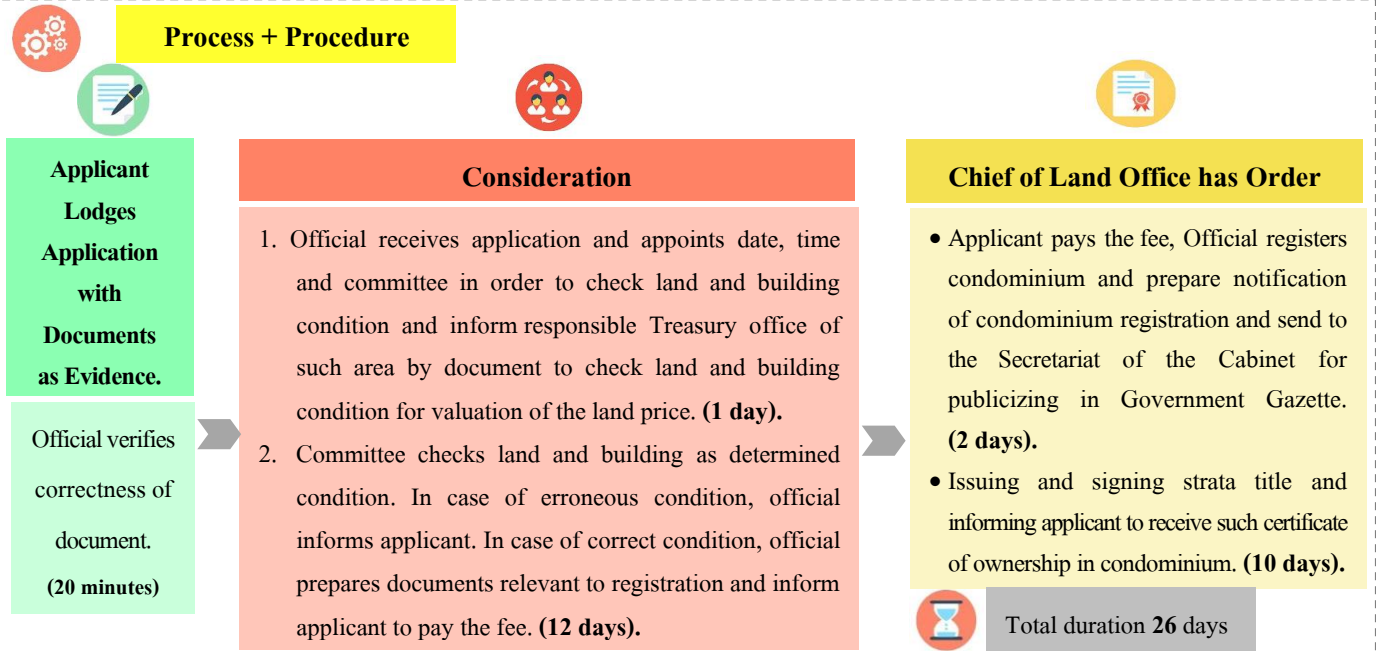 Process + Procedure
Applicant
Lodges
Application
with
Documents
as Evidence.
Official verifies
correctness of
document.
(20 minutes)
Consideration
1. Official receives application and appoints date, time
and committee in order to check land and building
condition and inform responsible Treasury office of
such area by document to check land and building
condition for valuation of the land price. (1 day).
2. Committee checks land and building as determined
condition. In case of erroneous condition, official
informs applicant. In case of correct condition, official
prepares documents relevant to registration and inform
applicant to pay the fee. (12 days).
Chief of Land Office has Order
• Applicant pays the fee, Official registers
condominium and prepare notification
of condominium registration and send to
the Secretariat of the Cabinet for
publicizing in Government Gazette.
(2 days).
• Issuing and signing strata title and
informing applicant to receive such certificate
of ownership in condominium. (10 days).
Total duration 26 days